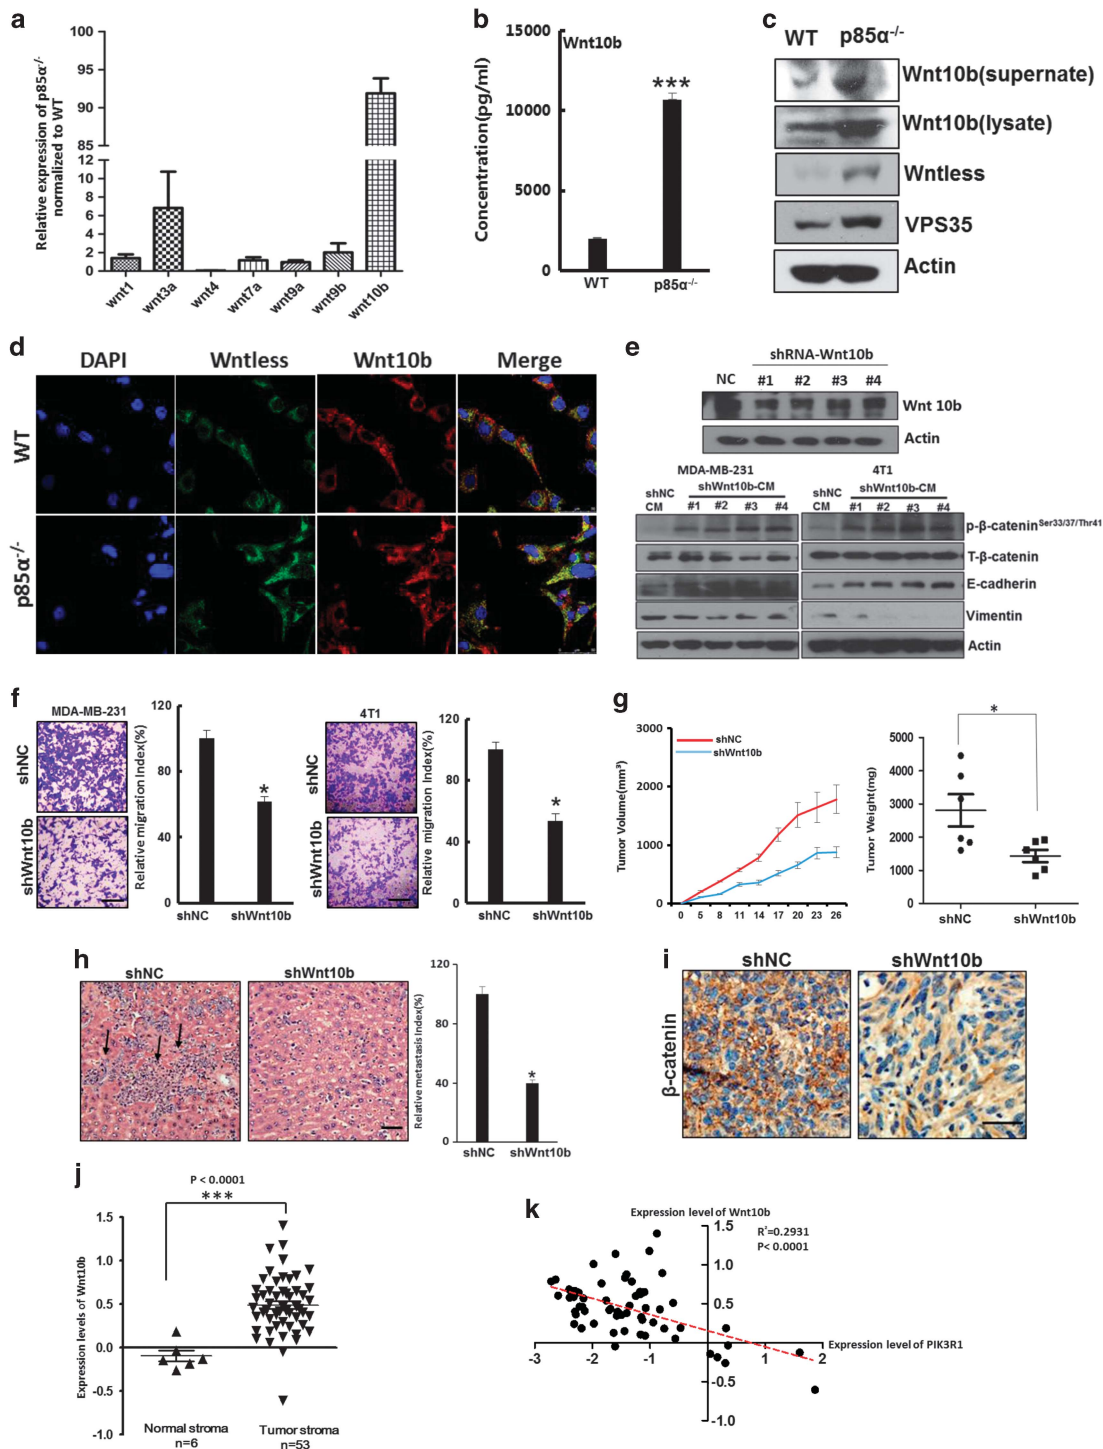 a
Relative expression of p85α-/-
normalized to WT
100
95
90
85
12
10
8
6
4
2
0
wnt1
wnt3a
wnt4
wnt7a
wnt9a
wnt9b
wnt10b
b
Wnt10b
Concentration(pg/ml)
15000
10000
5000
0
***
WT
p85α-/-
c
WT
p85α-/-
Wnt10b(supernate)
Wnt10b(lysate)
Wntless
VPS35
Actin
d
DAPI
Wntless
Wnt10b
Merge
WT
p85α-/-
e
shRNA-Wnt10b
NC
#1
#2
#3
#4
Wnt 10b
Actin
MDA-MB-231
shNC
CM
shWnt10b-CM
#1
#2
#3
#4
4T1
shNC
CM
shWnt10b-CM
#1
#2
#3
#4
p-β-catenin Ser33/37/Thr41
T-β-catenin
E-cadherin
Vimentin
Actin
f
MDA-MB-231
shNC
shWnt10b
Relative migration Index(%)
120
80
40
0
*
shNC
shWnt10b
4T1
shNC
shWnt10b
Relative migration Index(%)
120
80
40
0
*
shNC
shWnt10b
g
Tumor Volume(mm³)
3000
2000
1000
0
shNC
shWnt10b
0
5
8
11
14
17
20
23
26
Tumor Weight(mg)
5000
4000
3000
2000
1000
0
*
shNC
shWnt10b
h
shNC
shWnt10b
Relative metastasis Index(%)
120
80
40
0
*
shNC
shWnt10b
i
shNC
shWnt10b
β-catenin
j
P < 0.0001
***
Expression levels of Wnt10b
1.5
1.0
0.5
0.0
-0.5
-1.0
Normal stroma
n=6
Tumor stroma
n=53
k
Expression level of Wnt10b
R²=0.2931
P< 0.0001
1.5
1.0
0.5
-0.5
-1.0
-3
-2
-1
1
2
Expression level of PIK3R1